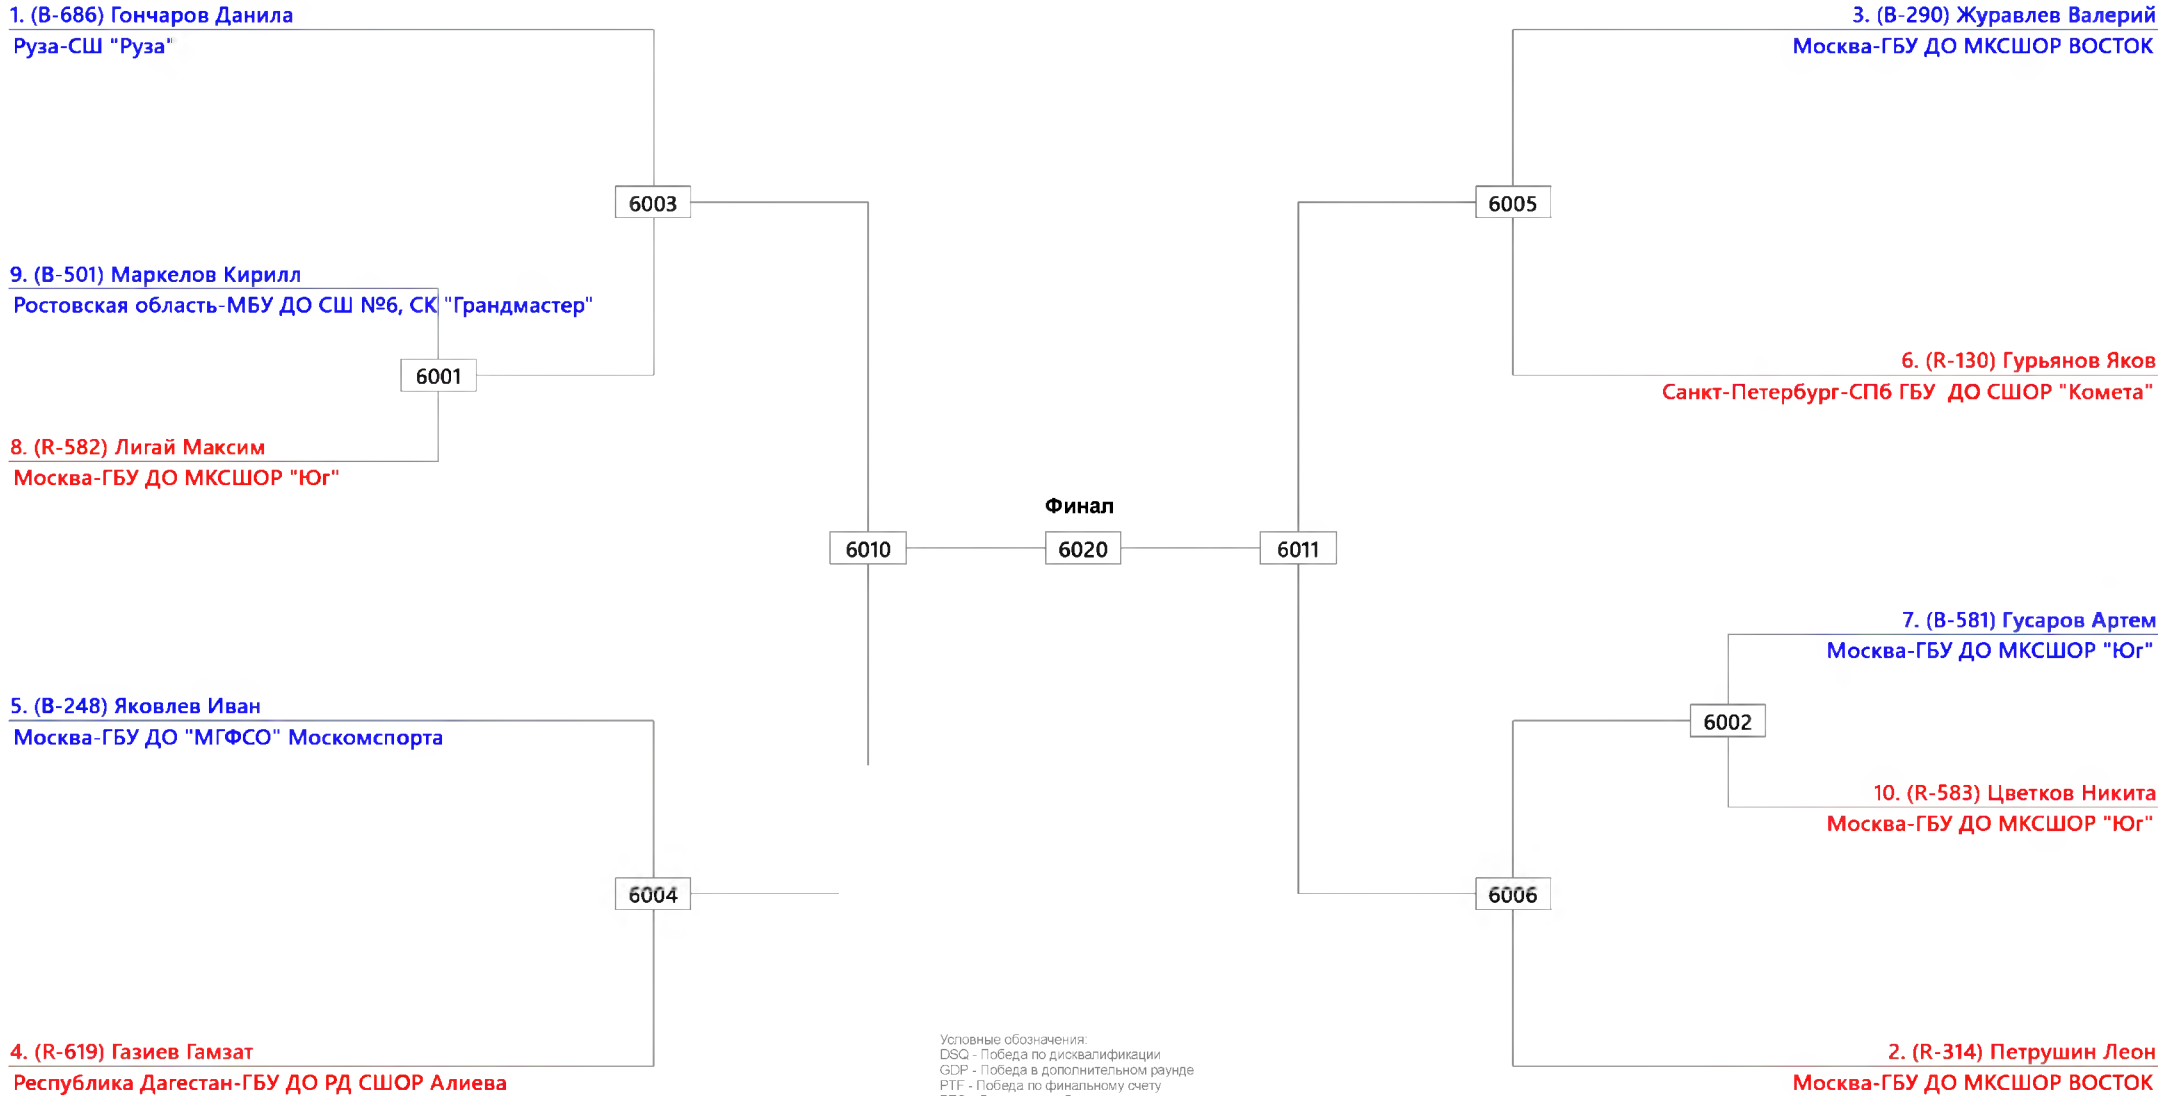 1. (B-686) Гончаров Данила
Руза-СШ "Руза"
3. (B-290) Журавлев Валерий
Москва-ГБУ ДО МКСШОР ВОСТОК
6003
6005
9. (B-501) Маркелов Кирилл
Ростовская область-МБУ ДО СШ №6, СК "Грандмастер"
6001
8. (R-582) Лигай Максим
Москва-ГБУ ДО МКСШОР "Юг"
6. (R-130) Гурьянов Яков
Санкт-Петербург-СПб ГБУ  ДО СШОР "Комета"
Финал
6010
6020
6011
7. (B-581) Гусаров Артем
Москва-ГБУ ДО МКСШОР "Юг"
6002
10. (R-583) Цветков Никита
Москва-ГБУ ДО МКСШОР "Юг"
5. (B-248) Яковлев Иван
Москва-ГБУ ДО "МГФСО" Москомспорта
6004
6006
4. (R-619) Газиев Гамзат
Республика Дагестан-ГБУ ДО РД СШОР Алиева
2. (R-314) Петрушин Леон
Москва-ГБУ ДО МКСШОР ВОСТОК
Условные обозначения:
DSQ - Победа по дисквалификации
GDP - Победа в дополнительном раунде
PTF - Победа по финальному счету